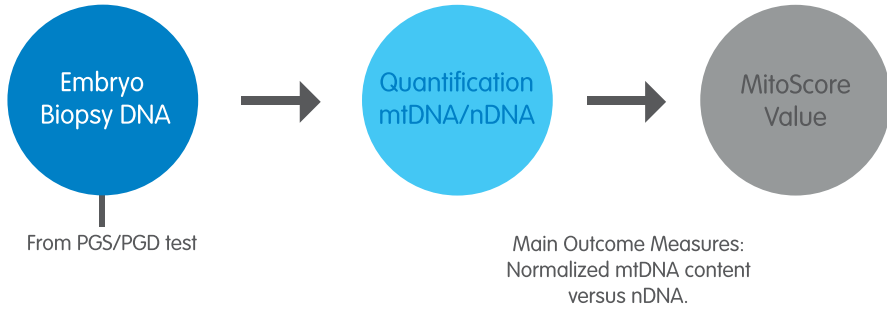 Embryo
Biopsy DNA
Quantification
mtDNA/nDNA
MitoScore
Value
From PGS/PGD test
Main Outcome Measures:
Normalized mtDNA content
versus nDNA.